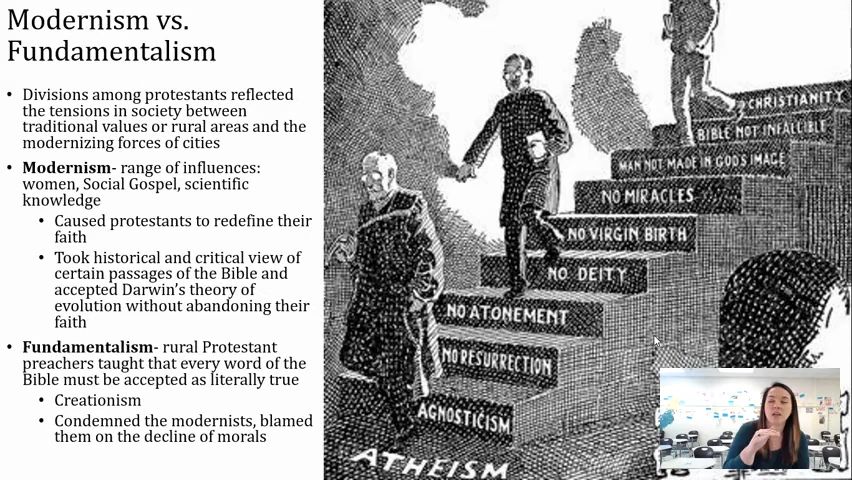 Modernism vs.
Fundamentalism
• Divisions among protestants reflected
the tensions in society between
traditional values or rural areas and the
modernizing forces of cities
• Modernism- range of influences:
women, Social Gospel, scientific
knowledge
• Caused protestants to redefine their
faith
• Took historical and critical view of
certain passages of the Bible and
accepted Darwin's theory of
evolution without abandoning their
faith
• Fundamentalism- rural Protestant
preachers taught that every word of the
Bible must be accepted as literally true
• Creationism
• Condemned the modernists, blamed
them on the decline of morals
CHRISTIANITY
BIBLE NOT INFALLIBLE
MAN NOT MADE IN GOD'S IMAGE
NO MIRACLES
NO VIRGIN BIRTH
NO DEITY
NO ATONEMENT
NO RESURRECTION
AGNOSTICISM
ATHEISM